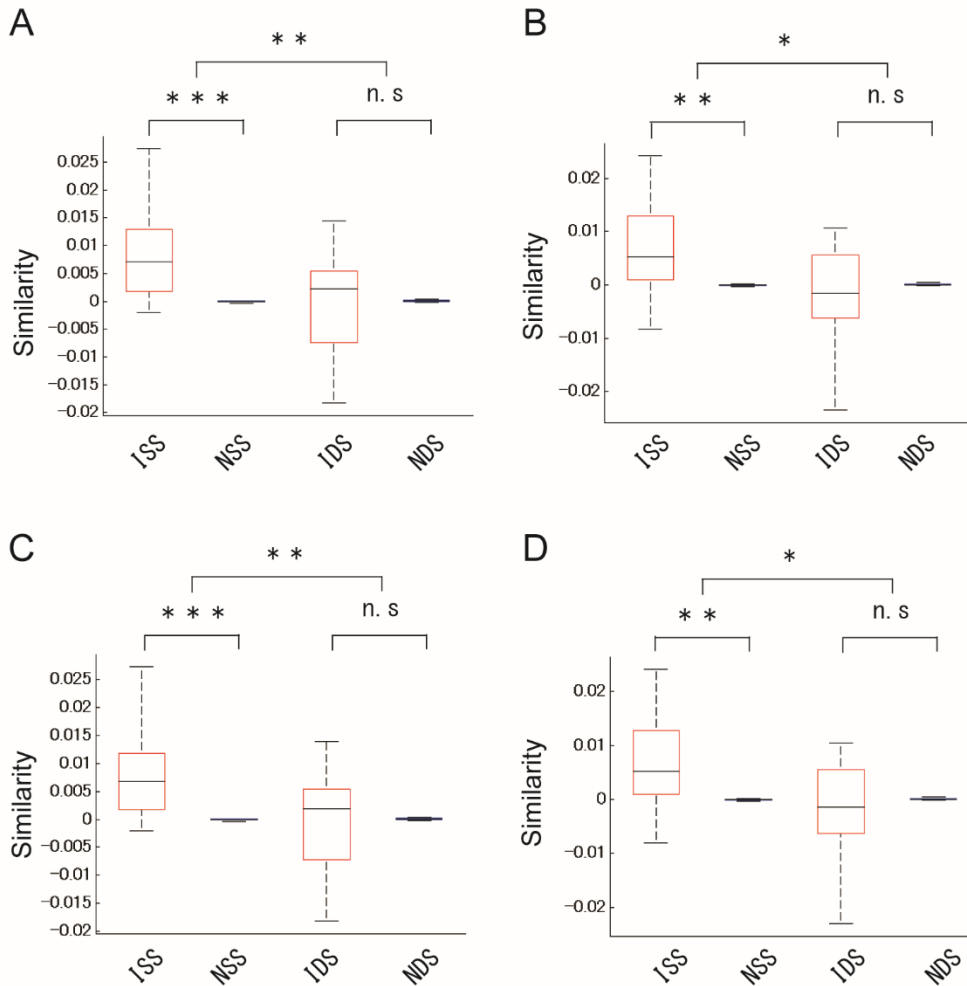 A
* *
* * *
n. s
Similarity
0.025
0.02
0.015
0.01
0.005
0
−0.005
−0.01
−0.015
−0.02
ISS NSS IDS NDS
B
*
* *
n. s
Similarity
0.02
0.01
0
−0.01
−0.02
ISS NSS IDS NDS
C
* *
* * *
n. s
Similarity
0.025
0.02
0.015
0.01
0.005
0
−0.005
−0.01
−0.015
−0.02
ISS NSS IDS NDS
D
*
* *
n. s
Similarity
0.02
0.01
0
−0.01
−0.02
ISS NSS IDS NDS